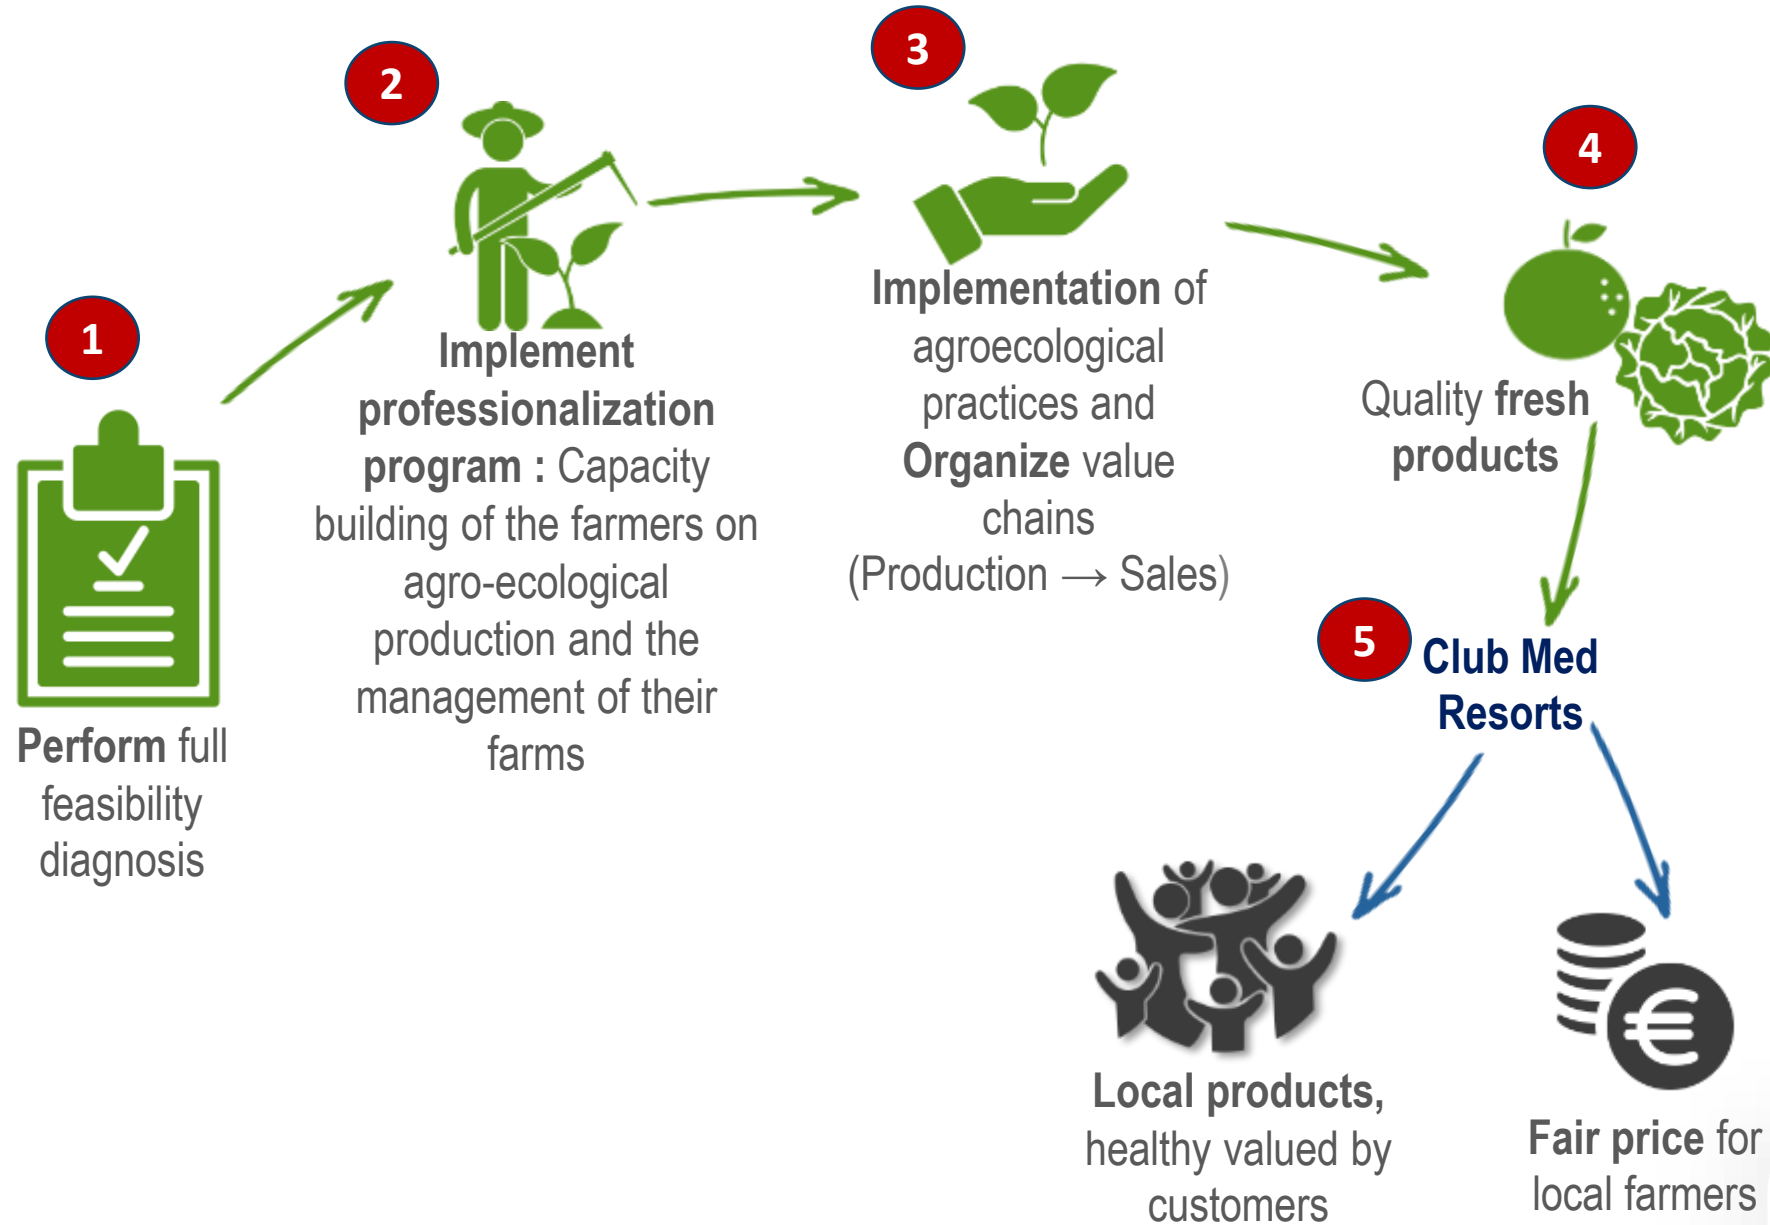 1
Perform full
feasibility
diagnosis
2
Implement
professionalization
program : Capacity
building of the farmers on
agro-ecological
production and the
management of their
farms
3
Implementation of
agroecological
practices and
Organize value
chains
(Production → Sales)
4
Quality fresh
products
5
Club Med
Resorts
Local products,
healthy valued by
customers
€
Fair price for
local farmers